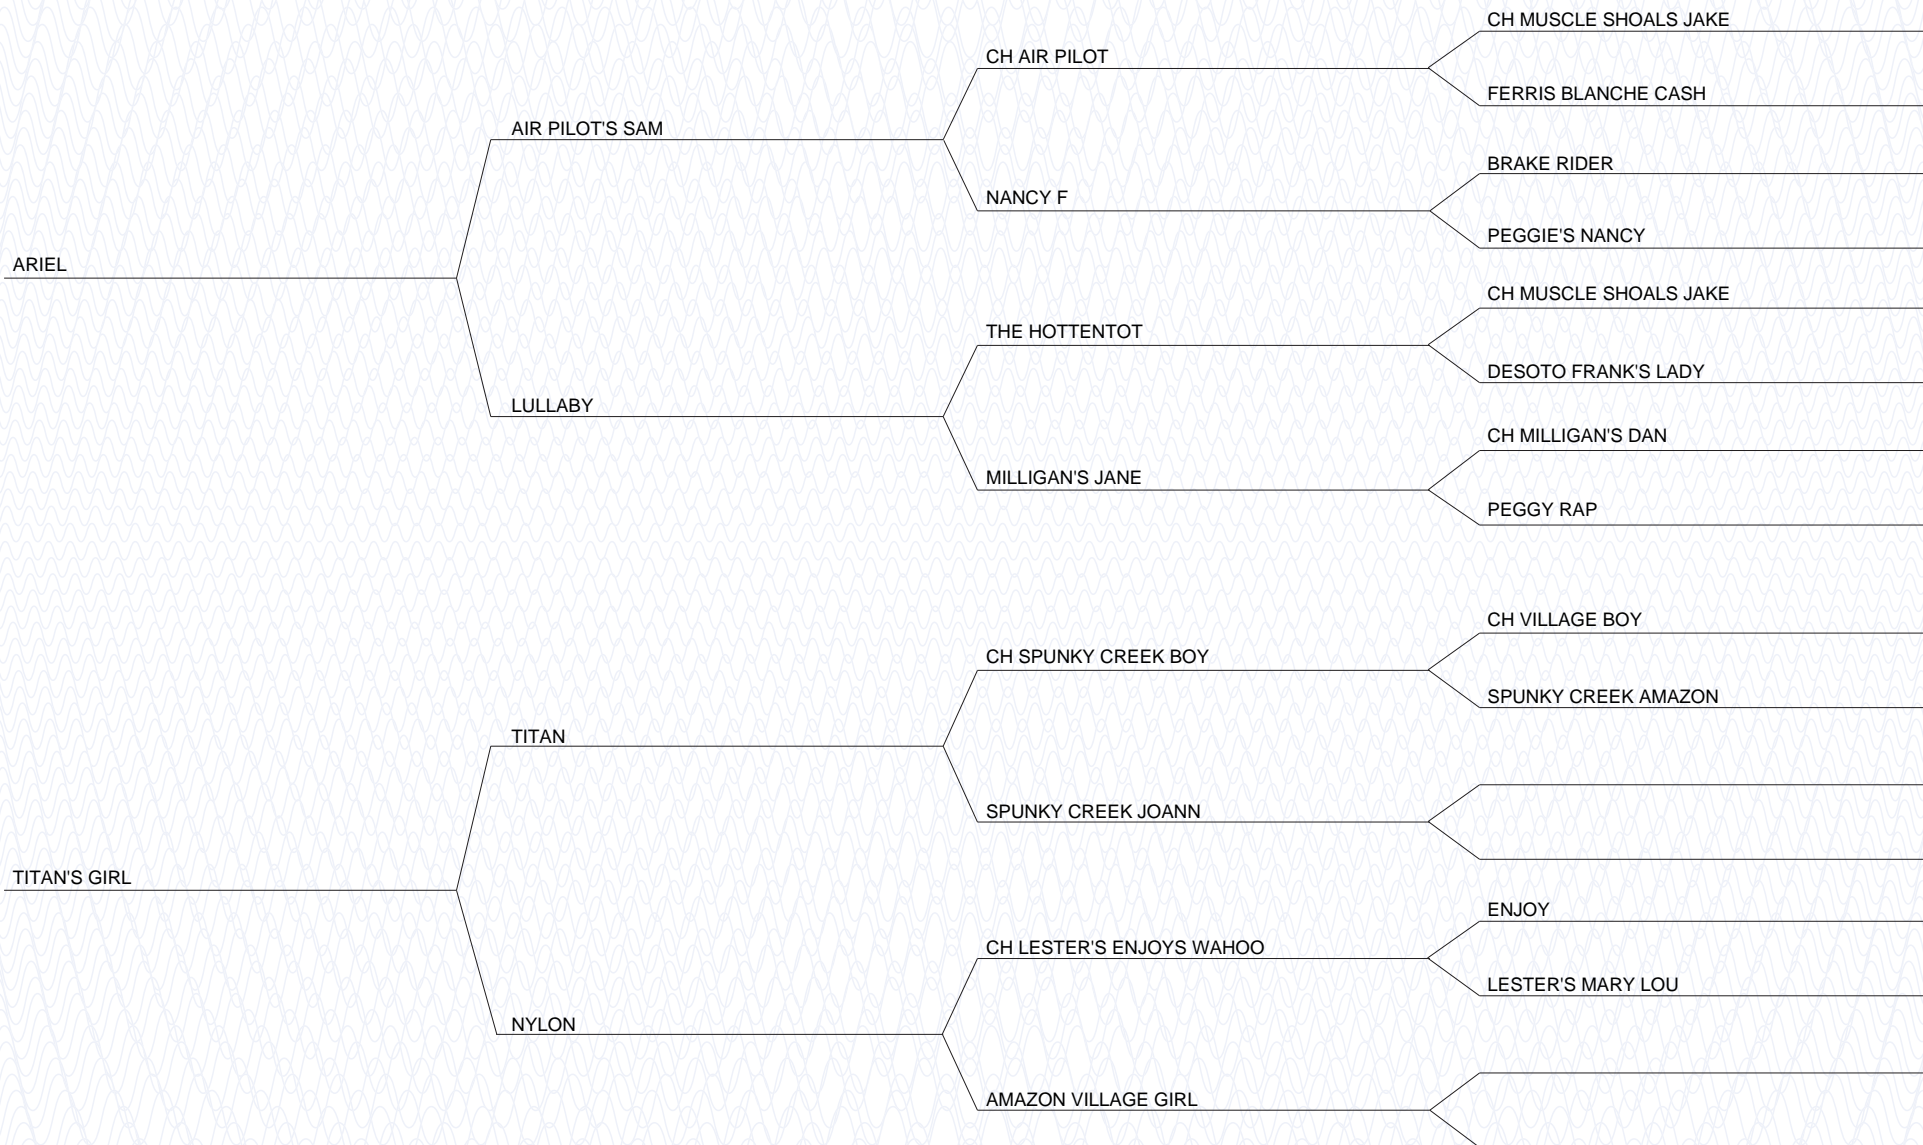 CH MUSCLE SHOALS JAKE
CH AIR PILOT
FERRIS BLANCHE CASH
AIR PILOT'S SAM
BRAKE RIDER
NANCY F
PEGGIE'S NANCY
ARIEL
CH MUSCLE SHOALS JAKE
THE HOTTENTOT
DESOTO FRANK'S LADY
LULLABY
CH MILLIGAN'S DAN
MILLIGAN'S JANE
PEGGY RAP
CH VILLAGE BOY
CH SPUNKY CREEK BOY
SPUNKY CREEK AMAZON
TITAN
SPUNKY CREEK JOANN
TITAN'S GIRL
ENJOY
CH LESTER'S ENJOYS WAHOO
LESTER'S MARY LOU
NYLON
AMAZON VILLAGE GIRL